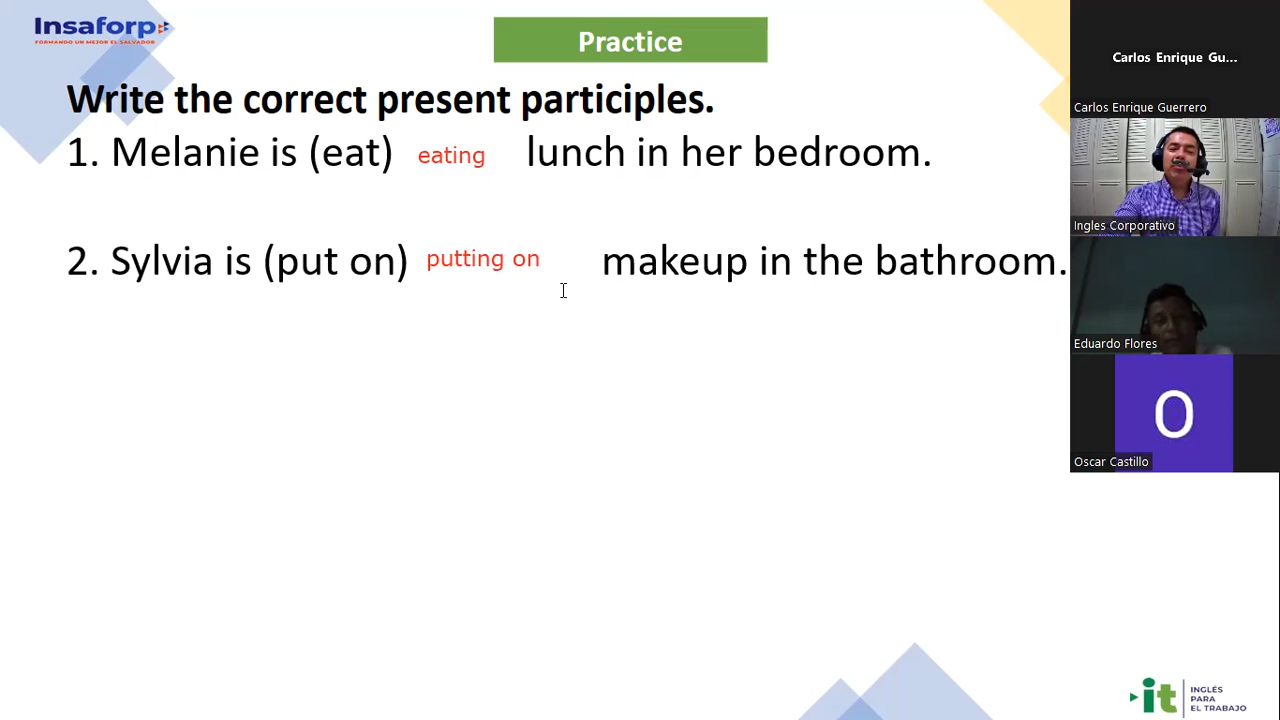 Insaforp
FORMANDO UN MEJOR EL SALVADOR
Practice
Write the correct present participles.
1. Melanie is (eat) eating lunch in her bedroom.
2. Sylvia is (put on) putting on makeup in the bathroom.
Carlos Enrique Gu...
Carlos Enrique Guerrero
Ingles Corporativo
Eduardo Flores
O
Oscar Castillo
it
INGLÉS
PARA
EL TRABAJO